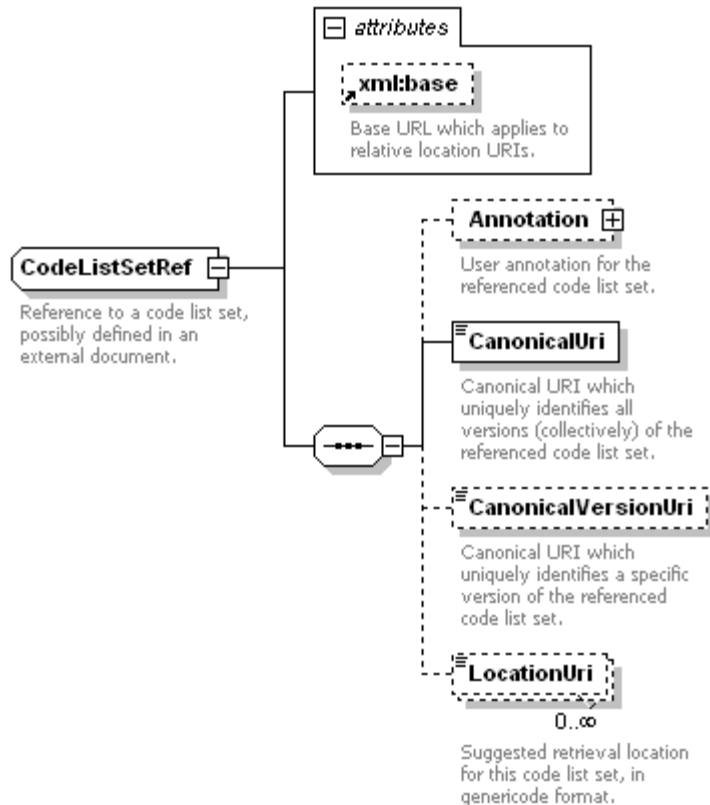 attributes
xml:base
Base URL which applies to
relative location URIs.
CodeListSetRef
Reference to a code list set,
possibly defined in an
external document.
Annotation
User annotation for the
referenced code list set.
CanonicalUri
Canonical URI which
uniquely identifies all
versions (collectively) of the
referenced code list set.
CanonicalVersionUri
Canonical URI which
uniquely identifies a specific
version of the referenced
code list set.
LocationUri
0..∞
Suggested retrieval location
for this code list set, in
genericode format.